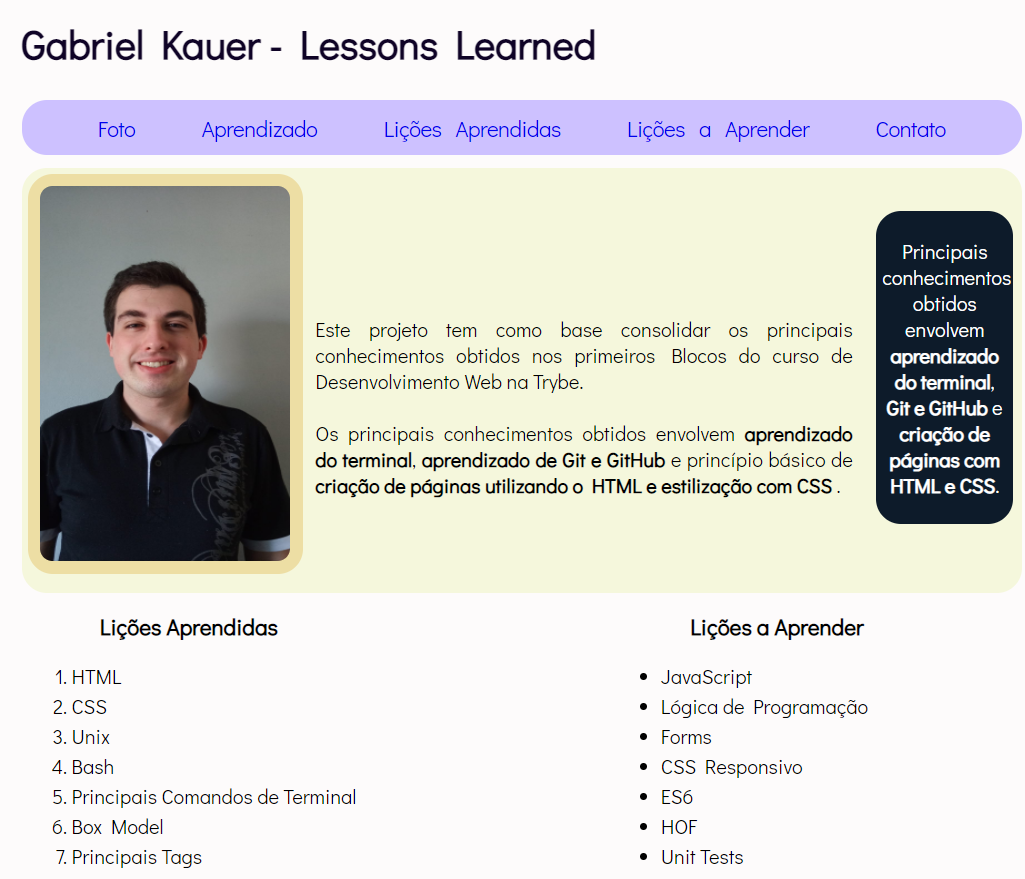 Gabriel Kauer - Lessons Learned
Foto Aprendizado Lições Aprendidas Lições a Aprender Contato
Este projeto tem como base consolidar os principais
conhecimentos obtidos nos primeiros Blocos do curso de
Desenvolvimento Web na Trybe.
Os principais conhecimentos obtidos envolvem aprendizado
do terminal, aprendizado de Git e GitHub e princípio básico de
criação de páginas utilizando o HTML e estilização com CSS .
Principais
conhecimentos
obtidos
envolvem
aprendizado
do terminal,
Git e GitHub e
criação de
páginas com
HTML e CSS.
Lições Aprendidas
1. HTML
2. CSS
3. Unix
4. Bash
5. Principais Comandos de Terminal
6. Box Model
7. Principais Tags
Lições a Aprender
• JavaScript
• Lógica de Programação
• Forms
• CSS Responsivo
• ES6
• HOF
• Unit Tests